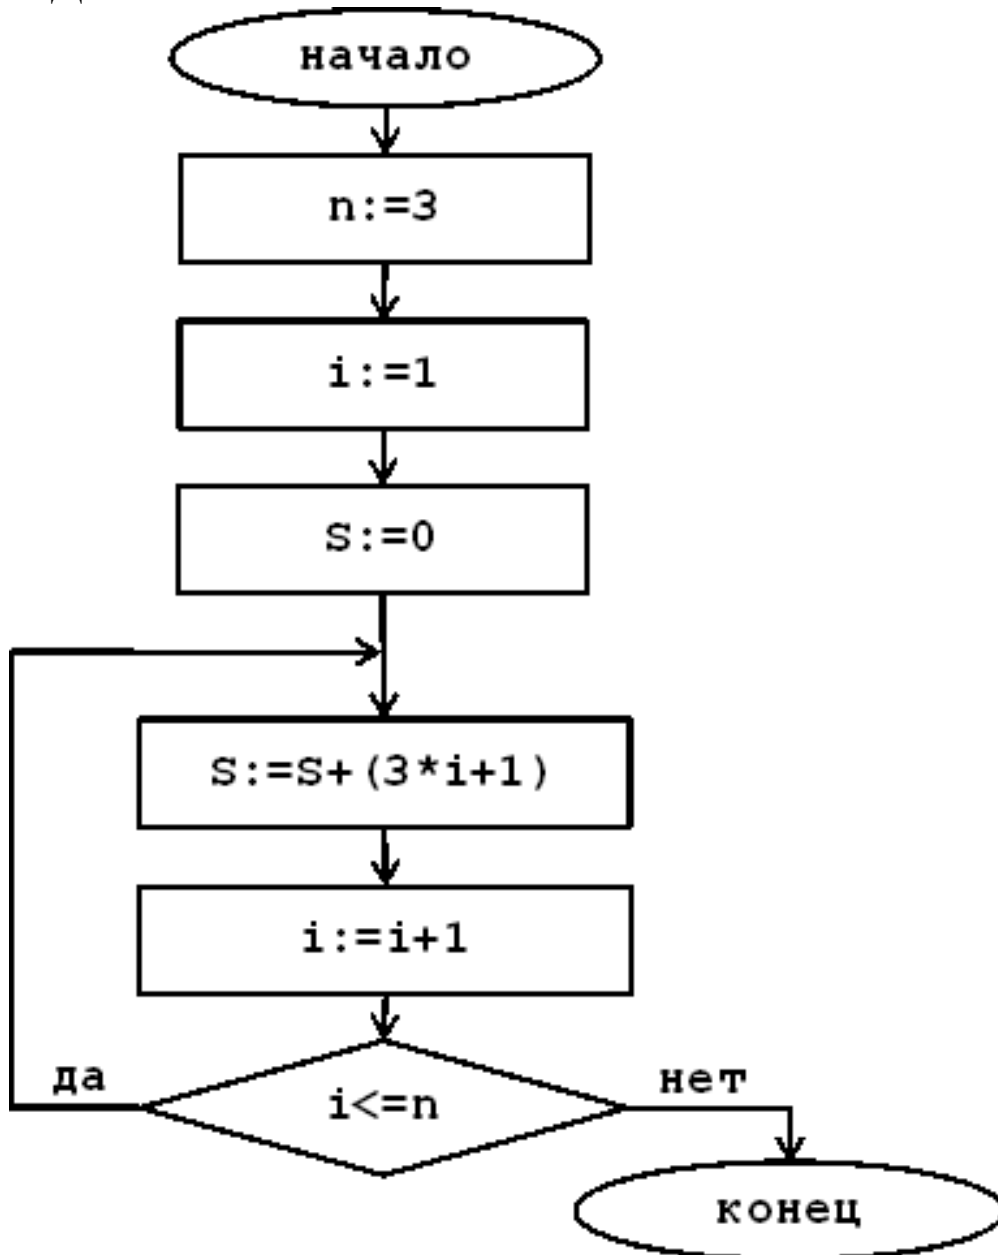 начало
n:=3
i:=1
S:=0
S:=S+(3*i+1)
i:=i+1
да
i<=n
нет
конец